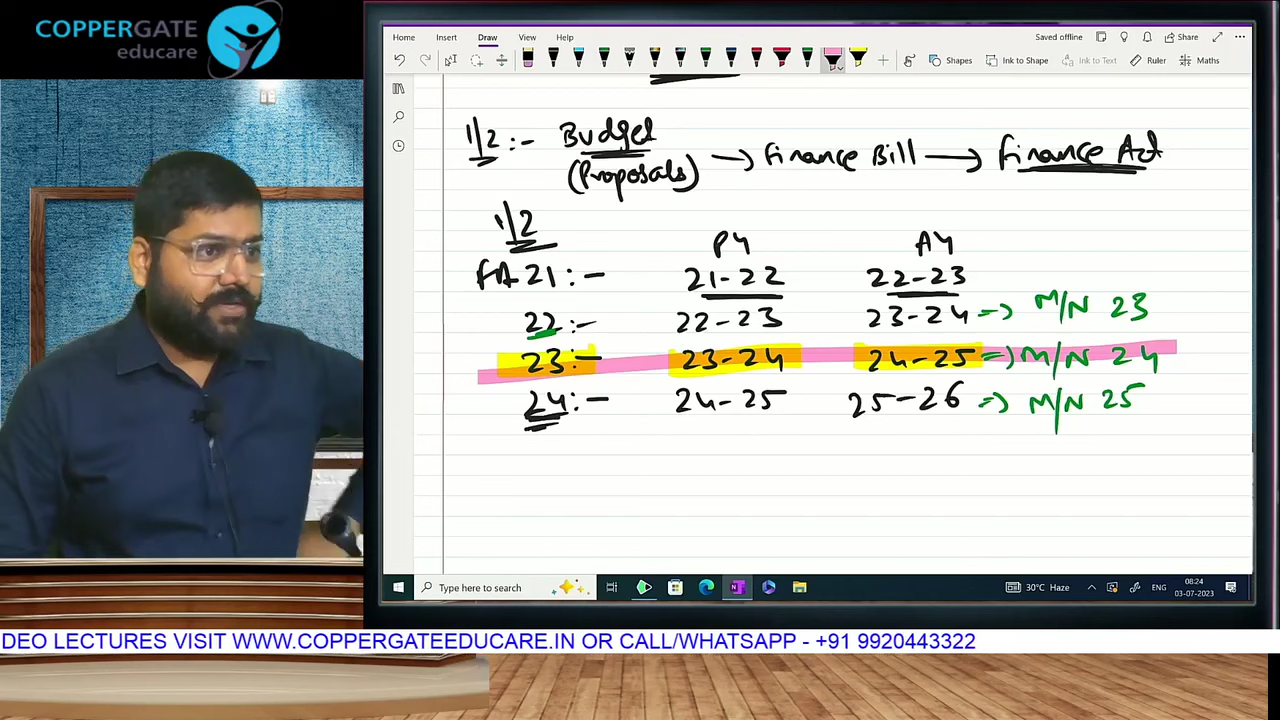 COPPERGATE
educare
Home Insert Draw View Help
Saved offline
Share
Shapes
Ink to Shape
Ink to Text
Ruler
Maths
1/2 :- Budget (Proposals) → Finance Bill → Finance Act
1/2
PY AY
FA 21 :- 21-22 22-23
22 :- 22-23 23-24 => M/N 23
23 :- 23-24 24-25 => M/N 24
24 :- 24-25 25-26 => M/N 25
Type here to search
30°C Haze
ENG
08:24
03-07-2023
DEO LECTURES VISIT WWW.COPPERGATEEDUCARE.IN OR CALL/WHATSAPP - +91 9920443322